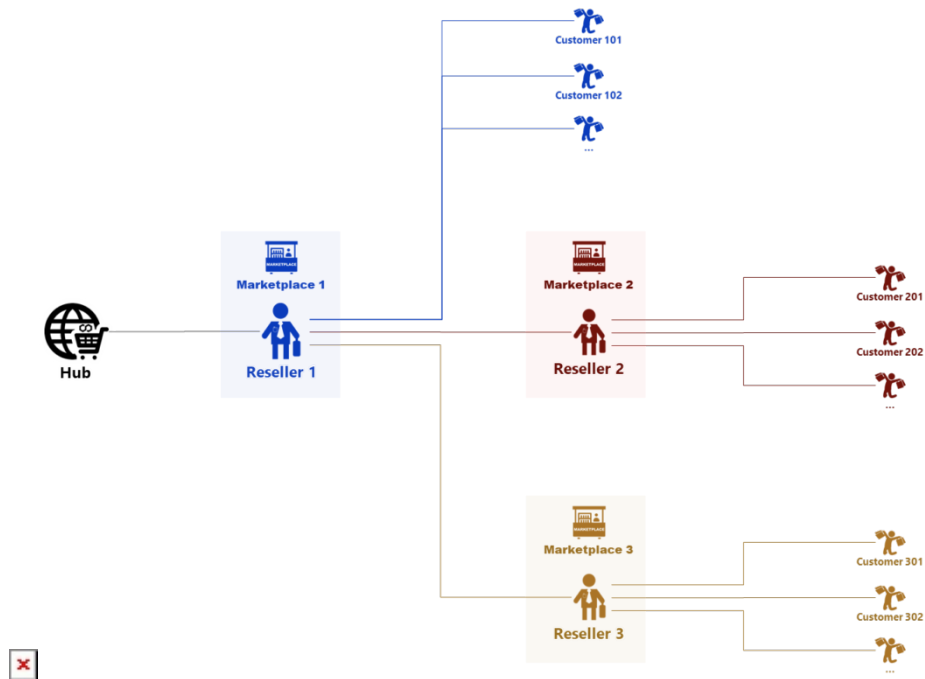 Customer 101
Customer 102
...
MARKETPLACE
Marketplace 1
Reseller 1
MARKETPLACE
Marketplace 2
Reseller 2
Customer 201
Customer 202
...
Hub
MARKETPLACE
Marketplace 3
Reseller 3
Customer 301
Customer 302
...